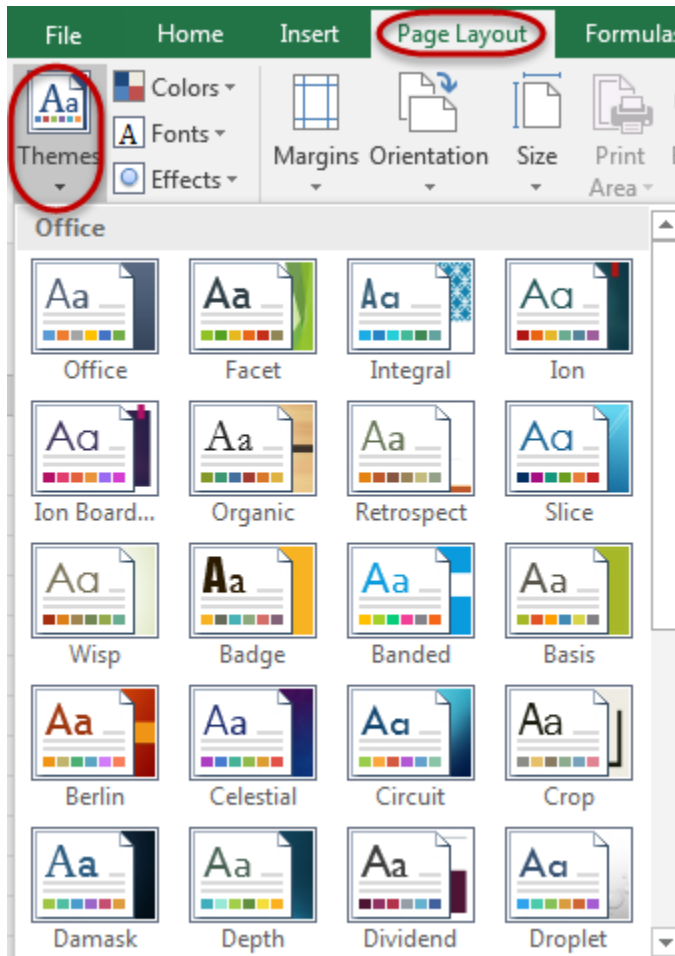 File Home Insert Page Layout Formulas
Aa Colors
Themes A Fonts Margins Orientation Size Print
Effects Area
Office
Aa Aa Aa Aa
Office Facet Integral Ion
Aa Aa Aa Aa
Ion Board... Organic Retrospect Slice
Aa Aa Aa Aa
Wisp Badge Banded Basis
Aa Aa Aa Aa
Berlin Celestial Circuit Crop
Aa Aa Aa Aa
Damask Depth Dividend Droplet